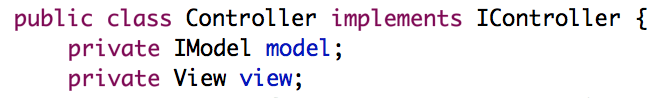 public class Controller implements IController {
    private IModel model;
    private View view;